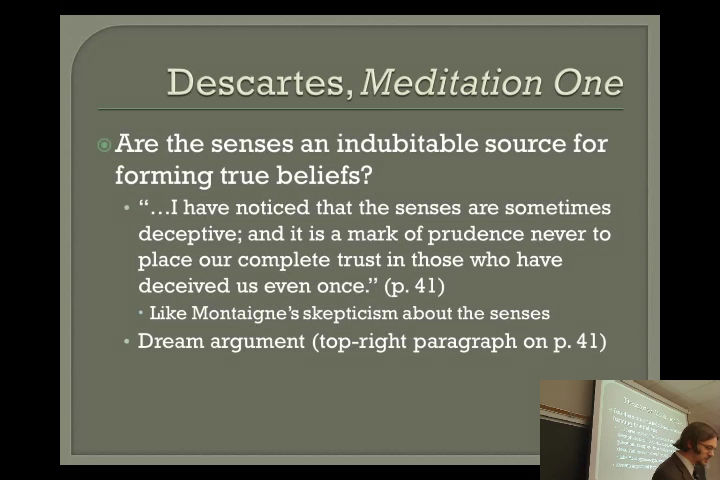 Descartes, Meditation One
Are the senses an indubitable source for
forming true beliefs?
“…I have noticed that the senses are sometimes
deceptive; and it is a mark of prudence never to
place our complete trust in those who have
deceived us even once.” (p. 41)
Like Montaigne’s skepticism about the senses
Dream argument (top-right paragraph on p. 41)